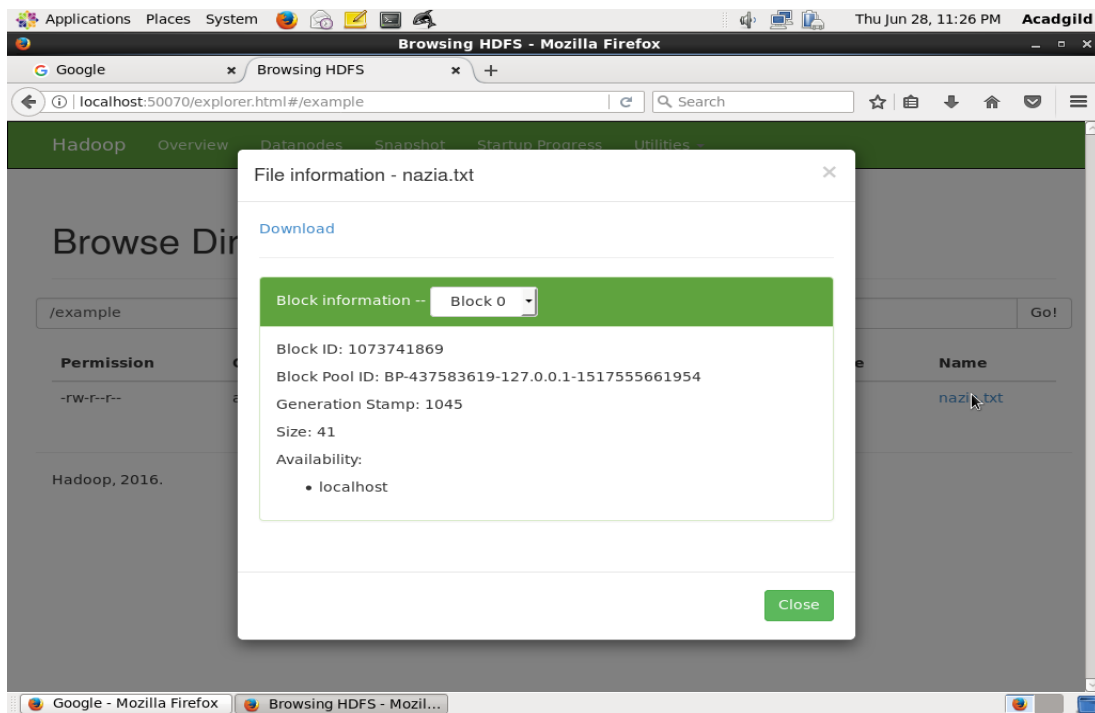 Applications Places System Thu Jun 28, 11:26 PM Acadgild
Browsing HDFS - Mozilla Firefox
Google Browsing HDFS
localhost:50070/explorer.html#/example Search
Hadoop Overview Datanodes Snapshot Startup Progress Utilities
File information - nazia.txt
Download
Browse Dir
Block information -- Block 0
/example Go!
Block ID: 1073741869
Permission Name
Block Pool ID: BP-437583619-127.0.0.1-1517555661954
-rw-r--r-- nazia.txt
Generation Stamp: 1045
Size: 41
Availability:
Hadoop, 2016.
• localhost
Close
Google - Mozilla Firefox Browsing HDFS - Mozil...